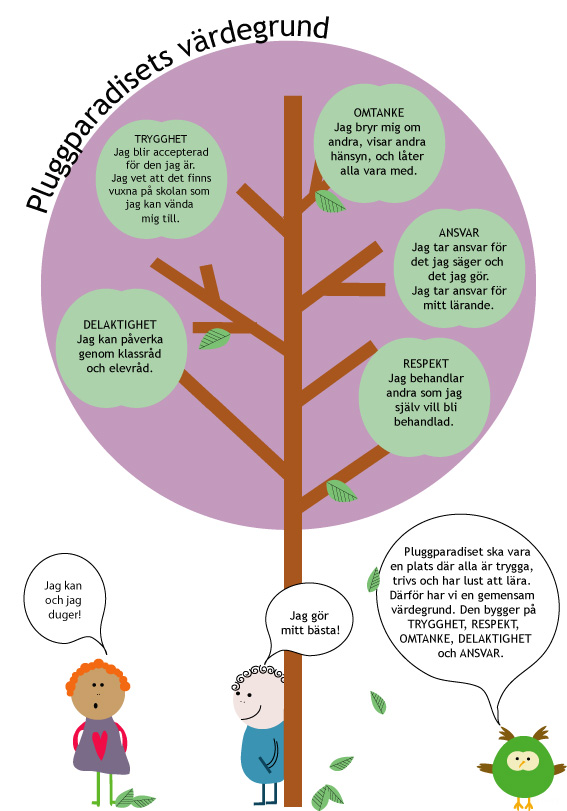 Pluggparadisets värdegrund
TRYGGHET
Jag blir accepterad
för den jag är.
Jag vet att det finns
vuxna på skolan som
jag kan vända
mig till.
OMTANKE
Jag bryr mig om
andra, visar andra
hänsyn, och låter
alla vara med.
ANSVAR
Jag tar ansvar för
det jag säger och
det jag gör.
Jag tar ansvar för
mitt lärande.
DELAKTIGHET
Jag kan påverka
genom klassråd
och elevråd.
RESPEKT
Jag behandlar
andra som jag
själv vill bli
behandlad.
Jag kan
och jag
duger!
Jag gör
mitt bästa!
Pluggparadiset ska vara
en plats där alla är trygga,
trivs och har lust att lära.
Därför har vi en gemensam
värdegrund. Den bygger på
TRYGGHET, RESPEKT,
OMTANKE, DELAKTIGHET
och ANSVAR.